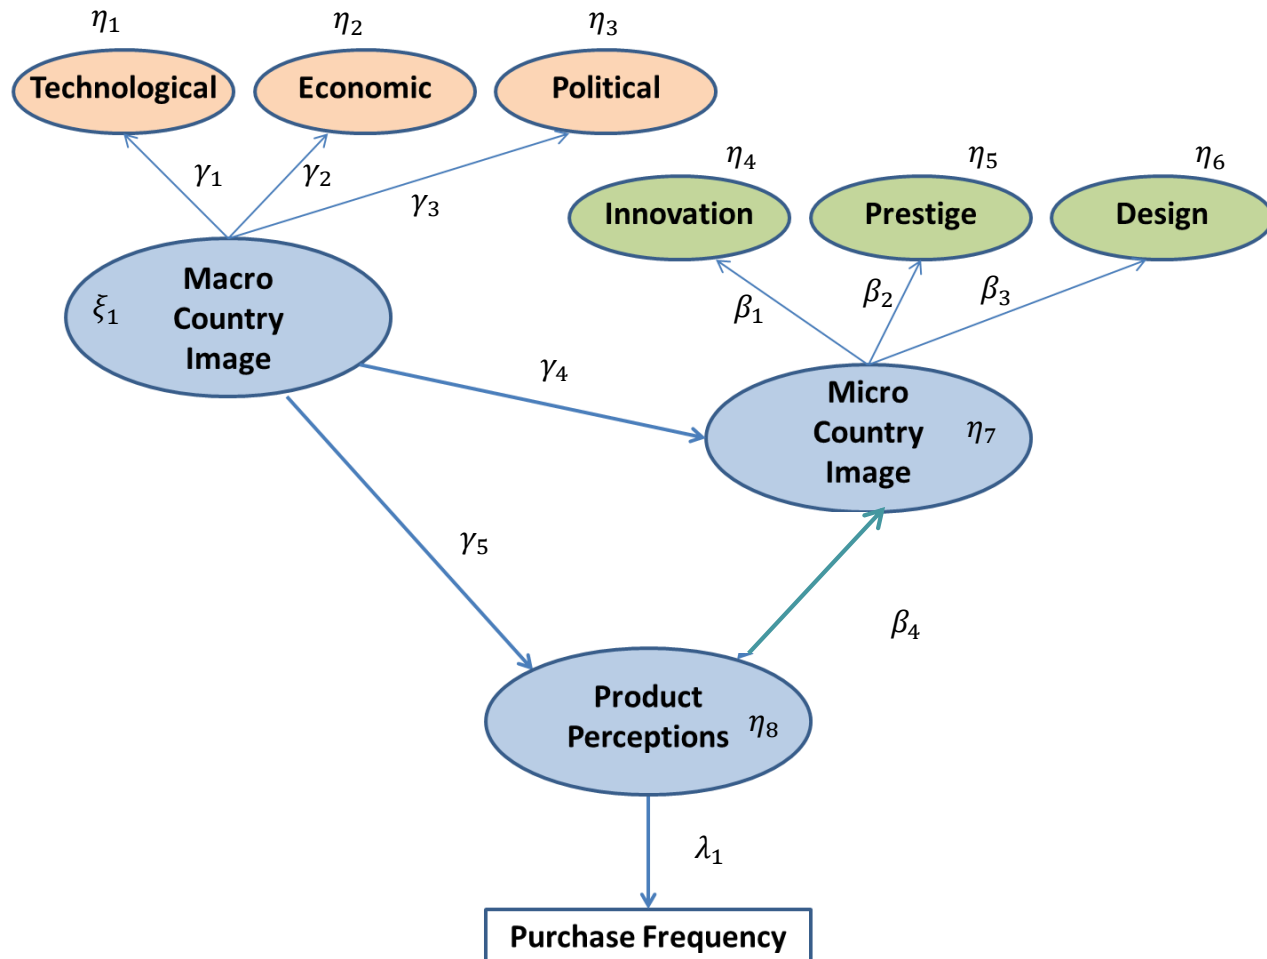 η₁
η₂
η₃
Technological
Economic
Political
γ₁
γ₂
γ₃
η₄
η₅
η₆
Innovation
Prestige
Design
ξ₁
Macro
Country
Image
β₁
β₂
β₃
γ₄
Micro
Country
Image
η₇
γ₅
β₄
Product
Perceptions
η₈
λ₁
Purchase Frequency